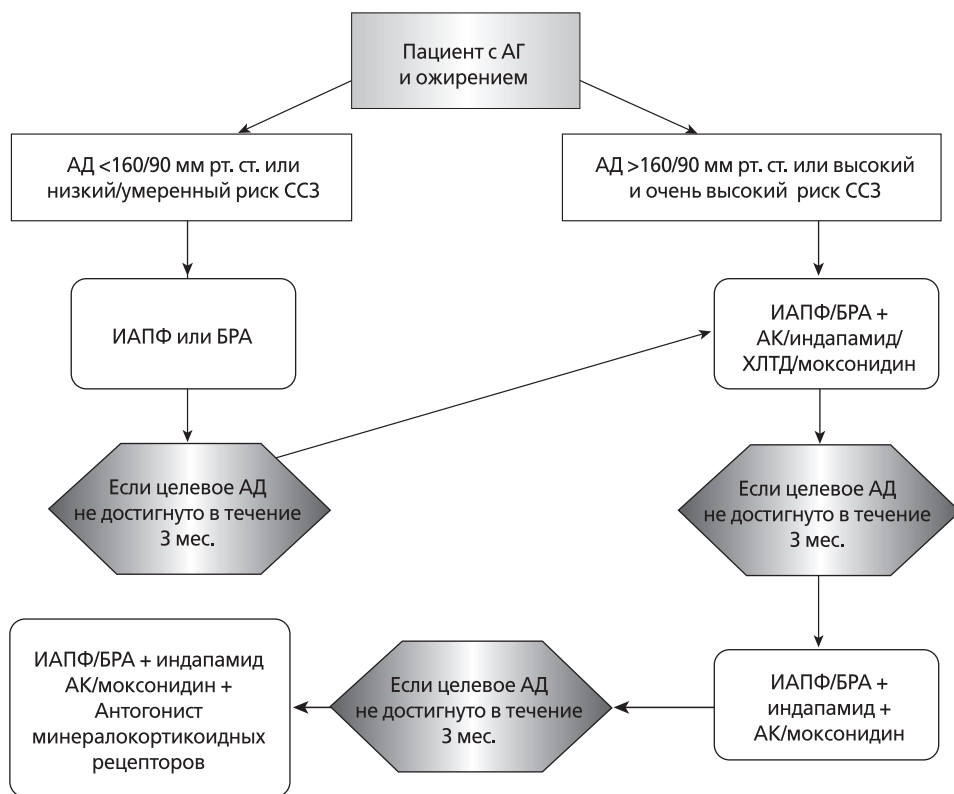 Пациент с АГ
и ожирением
АД <160/90 мм рт. ст. или
низкий/умеренный риск ССЗ
АД >160/90 мм рт. ст. или высокий
и очень высокий риск ССЗ
ИАПФ или БРА
ИАПФ/БРА +
АК/индапамид/
ХЛТД/моксонидин
Если целевое АД
не достигнуто в течение
3 мес.
Если целевое АД
не достигнуто в течение
3 мес.
ИАПФ/БРА + индапамид
АК/моксонидин +
Антогонист
минералокортикоидных
рецепторов
Если целевое АД
не достигнуто в течение
3 мес.
ИАПФ/БРА +
индапамид +
АК/моксонидин